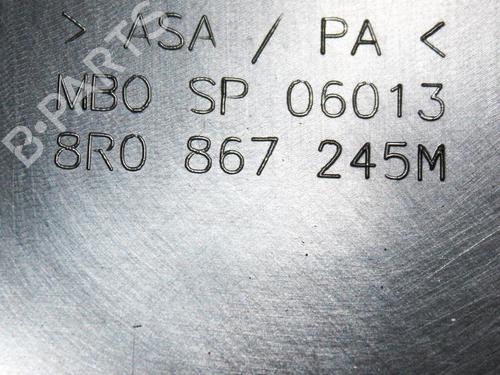 > ASA / PA <
MBO SP 06013
8R0 867 245M
B-PARTS